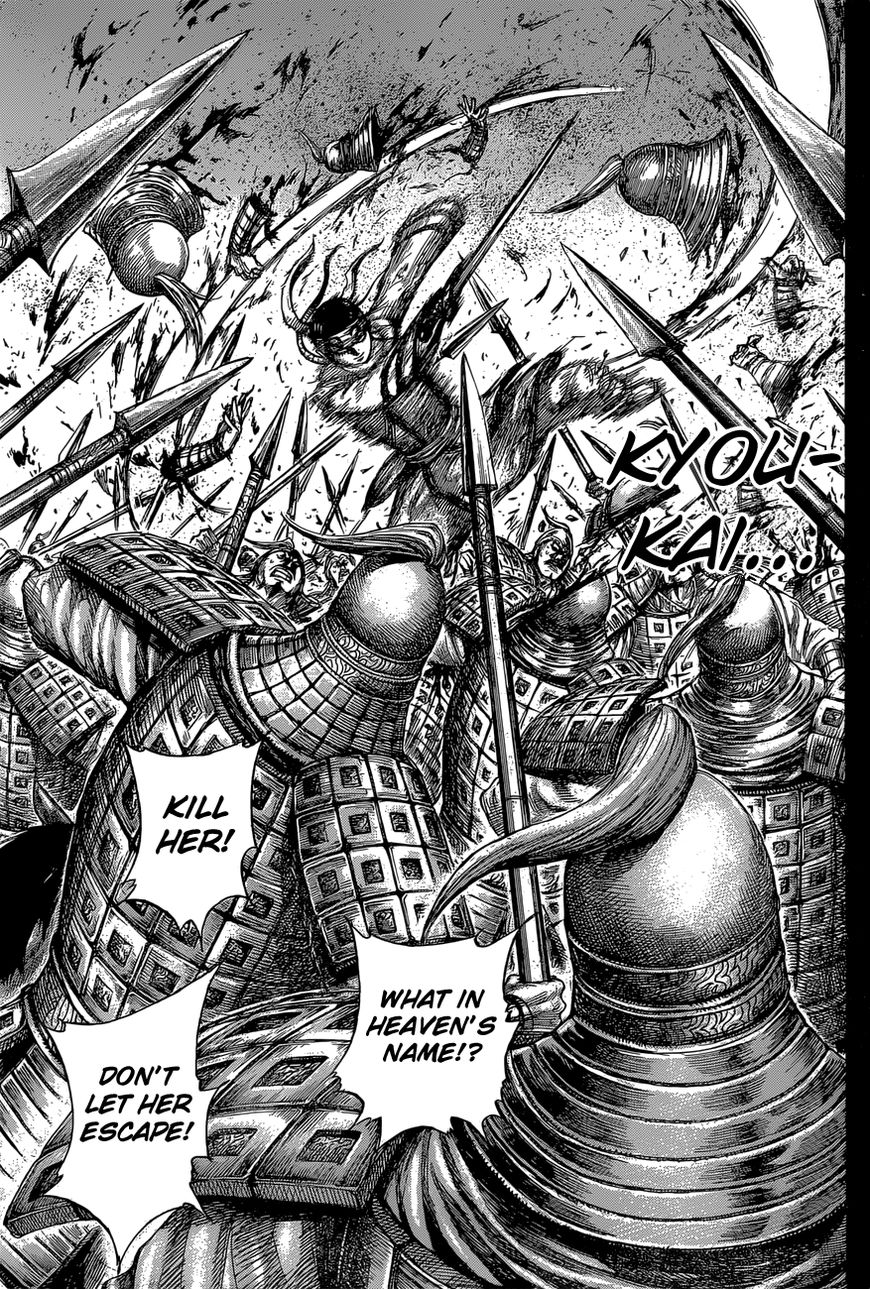 KYOU-
KAI...
KILL
HER!
WHAT IN
HEAVEN'S
NAME!?
DON'T
LET HER
ESCAPE!